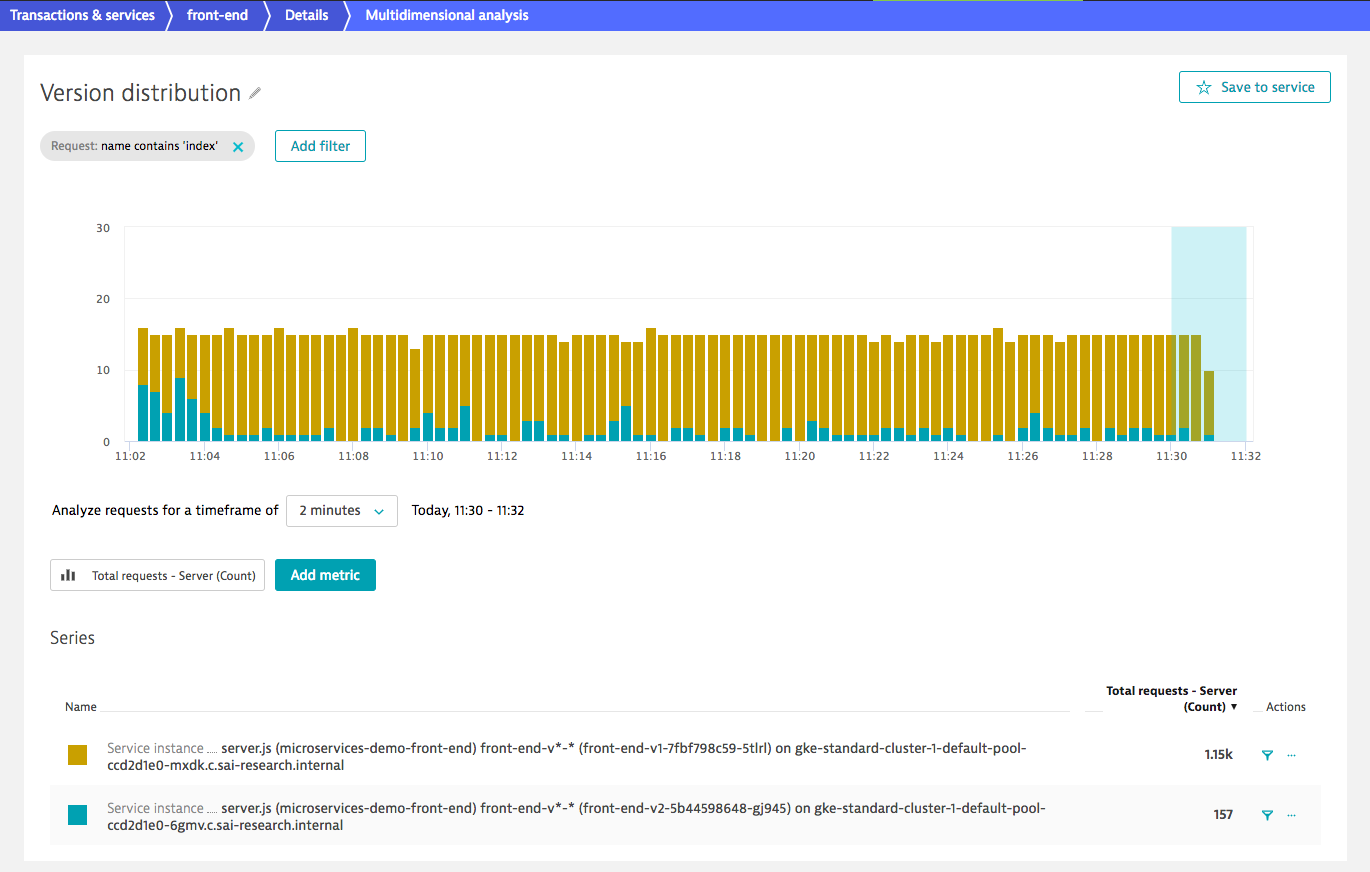 Transactions & services front-end Details Multidimensional analysis
Version distribution
Save to service
Request: name contains 'index'
Add filter
30
20
10
0
11:02 11:04 11:06 11:08 11:10 11:12 11:14 11:16 11:18 11:20 11:22 11:24 11:26 11:28 11:30 11:32
Analyze requests for a timeframe of 2 minutes Today, 11:30 - 11:32
Total requests - Server (Count) Add metric
Series
Total requests - Server
Name (Count) ▼ Actions
Service instance .... server.js (microservices-demo-front-end) front-end-v*-* (front-end-v1-7fbf798c59-5tlrl) on gke-standard-cluster-1-default-pool-
ccd2d1e0-mxdk.c.sai-research.internal
1.15k ...
Service instance .... server.js (microservices-demo-front-end) front-end-v*-* (front-end-v2-5b44598648-gj945) on gke-standard-cluster-1-default-pool-
ccd2d1e0-6gmv.c.sai-research.internal
157 ...